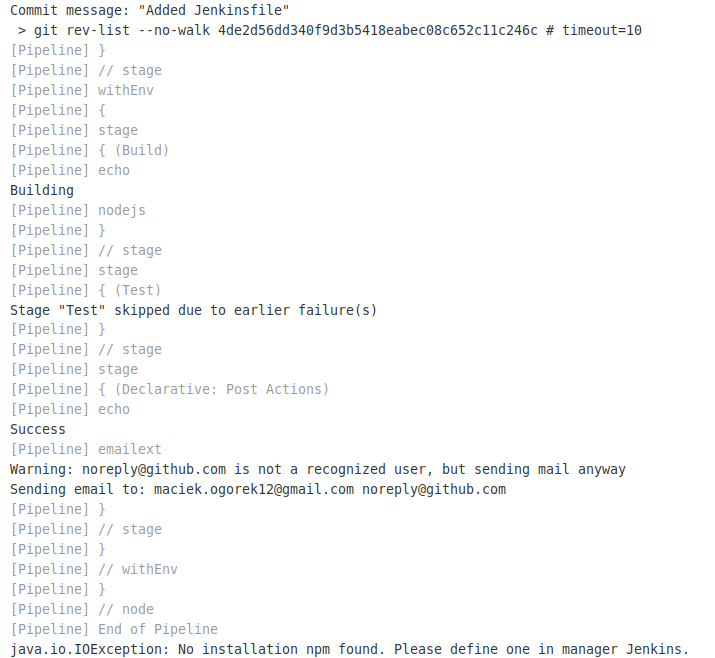 Commit message: "Added Jenkinsfile"
 > git rev-list --no-walk 4de2d56dd340f9d3b5418eabec08c652c11c246c # timeout=10
[Pipeline] }
[Pipeline] // stage
[Pipeline] withEnv
[Pipeline] {
[Pipeline] stage
[Pipeline] { (Build)
[Pipeline] echo
Building
[Pipeline] nodejs
[Pipeline] }
[Pipeline] // stage
[Pipeline] stage
[Pipeline] { (Test)
Stage "Test" skipped due to earlier failure(s)
[Pipeline] }
[Pipeline] // stage
[Pipeline] stage
[Pipeline] { (Declarative: Post Actions)
[Pipeline] echo
Success
[Pipeline] emailext
Warning: noreply@github.com is not a recognized user, but sending mail anyway
Sending email to: maciek.ogorek12@gmail.com noreply@github.com
[Pipeline] }
[Pipeline] // stage
[Pipeline] }
[Pipeline] // withEnv
[Pipeline] }
[Pipeline] // node
[Pipeline] End of Pipeline
java.io.IOException: No installation npm found. Please define one in manager Jenkins.